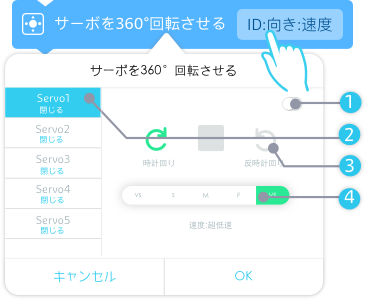 サーボを360°回転させる ID:向き:速度
サーボを360°回転させる
Servo1
閉じる
Servo2
閉じる
Servo3
閉じる
Servo4
閉じる
Servo5
閉じる
時計回り 反時計回り
VS S M F
速度:超低速
キャンセル OK
1
2
3
4